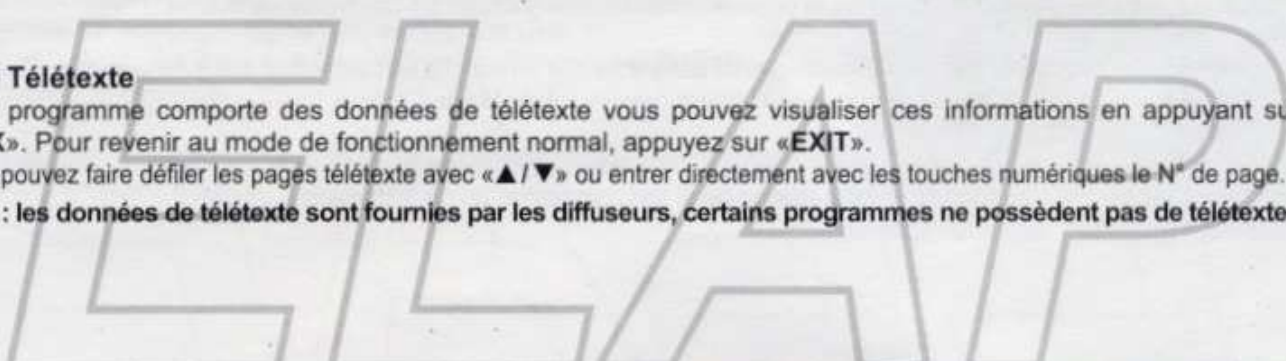 ELAP
Télétexte
programme comporte des données de télétexte vous pouvez visualiser ces informations en appuyant su
». Pour revenir au mode de fonctionnement normal, appuyez sur «EXIT».
pouvez faire défiler les pages télétexte avec «▲ / ▼» ou entrer directement avec les touches numériques le N° de page.
: les données de télétexte sont fournies par les diffuseurs, certains programmes ne possèdent pas de télétexte